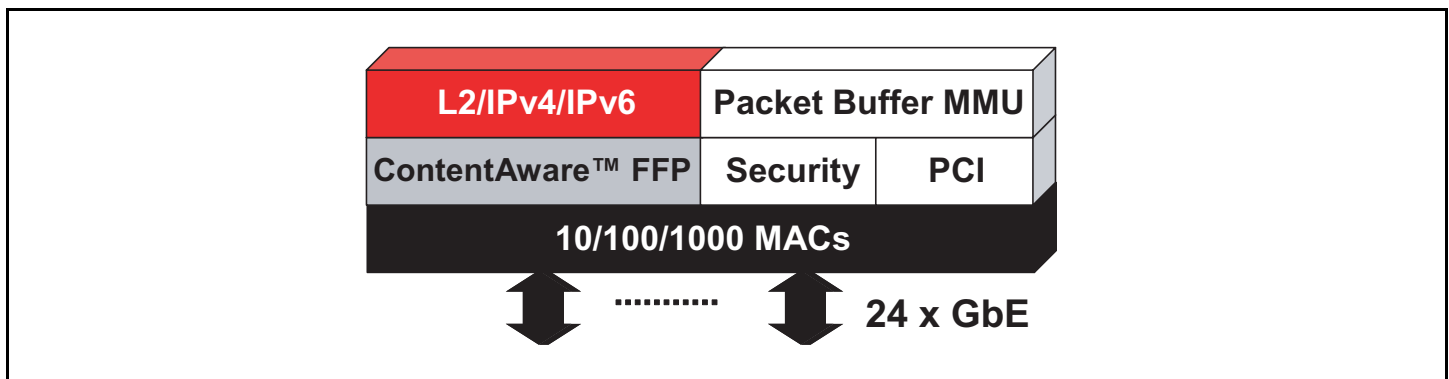 L2/IPv4/IPv6 Packet Buffer MMU
ContentAware™ FFP Security PCI
10/100/1000 MACs
24 x GbE